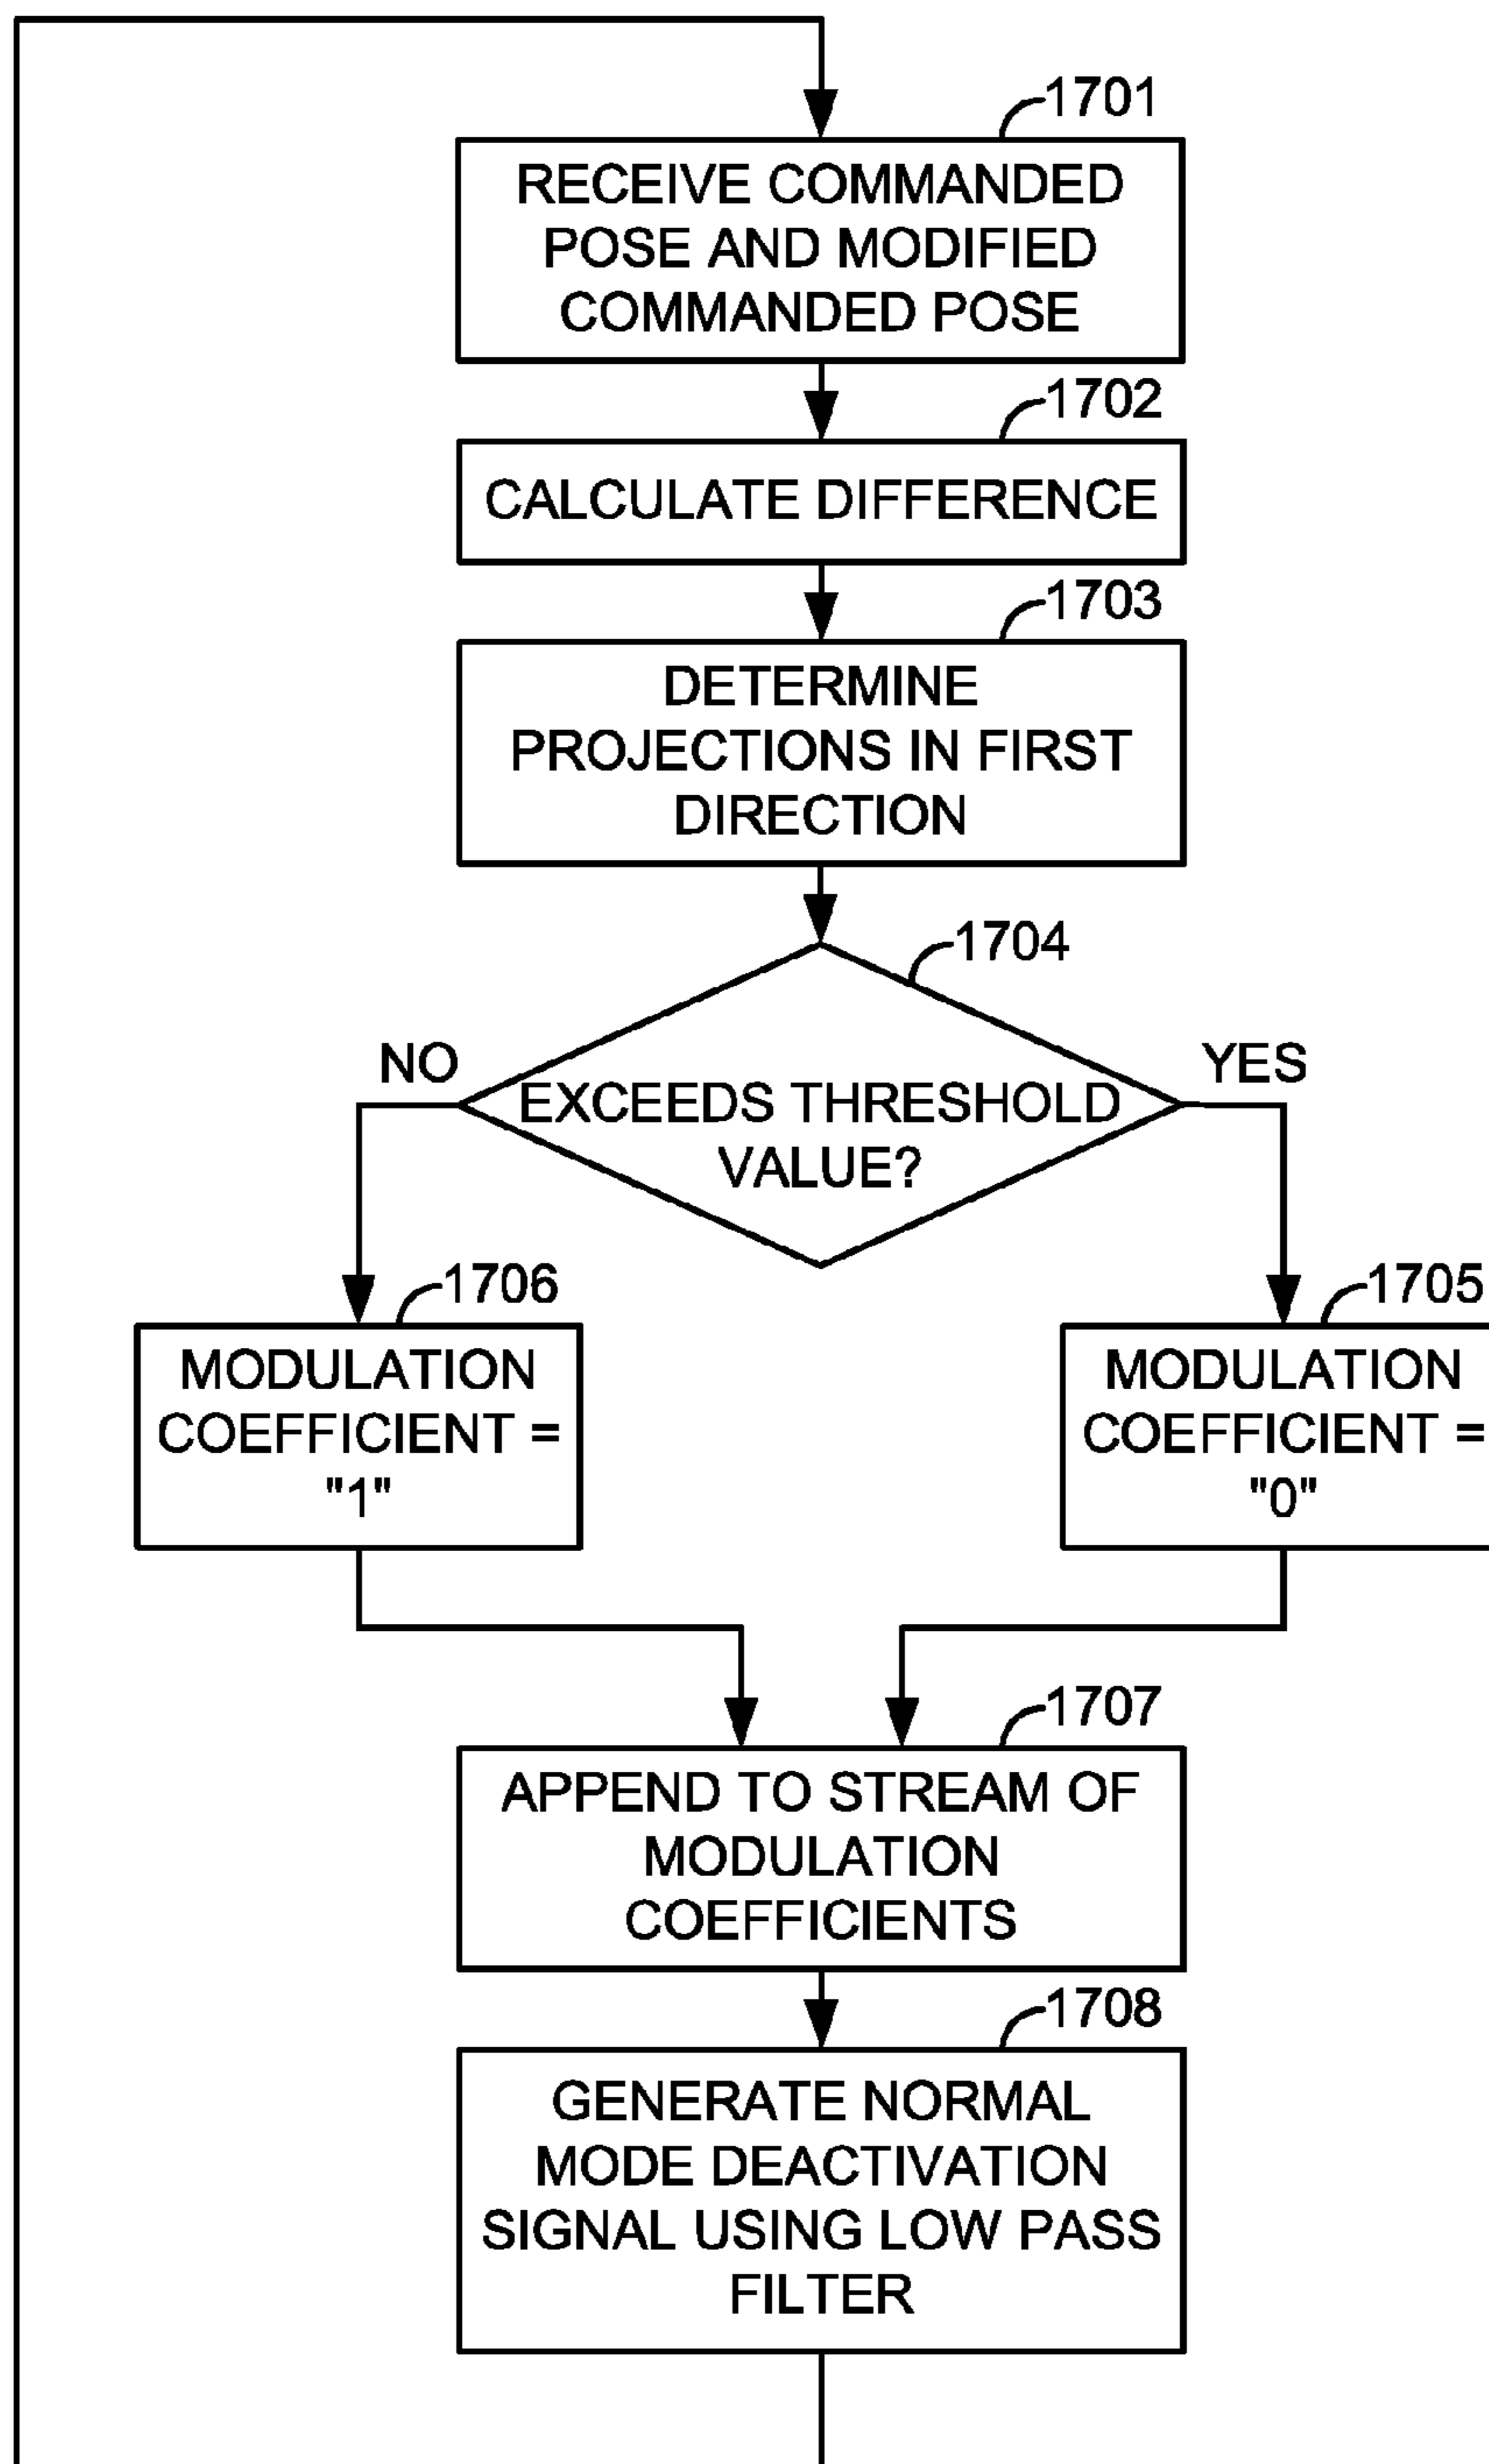 1701
RECEIVE COMMANDED
POSE AND MODIFIED
COMMANDED POSE
1702
CALCULATE DIFFERENCE
1703
DETERMINE
PROJECTIONS IN FIRST
DIRECTION
1704
NO
YES
EXCEEDS THRESHOLD
VALUE?
1706
MODULATION
COEFFICIENT =
"1"
1705
MODULATION
COEFFICIENT =
"0"
1707
APPEND TO STREAM OF
MODULATION
COEFFICIENTS
1708
GENERATE NORMAL
MODE DEACTIVATION
SIGNAL USING LOW PASS
FILTER